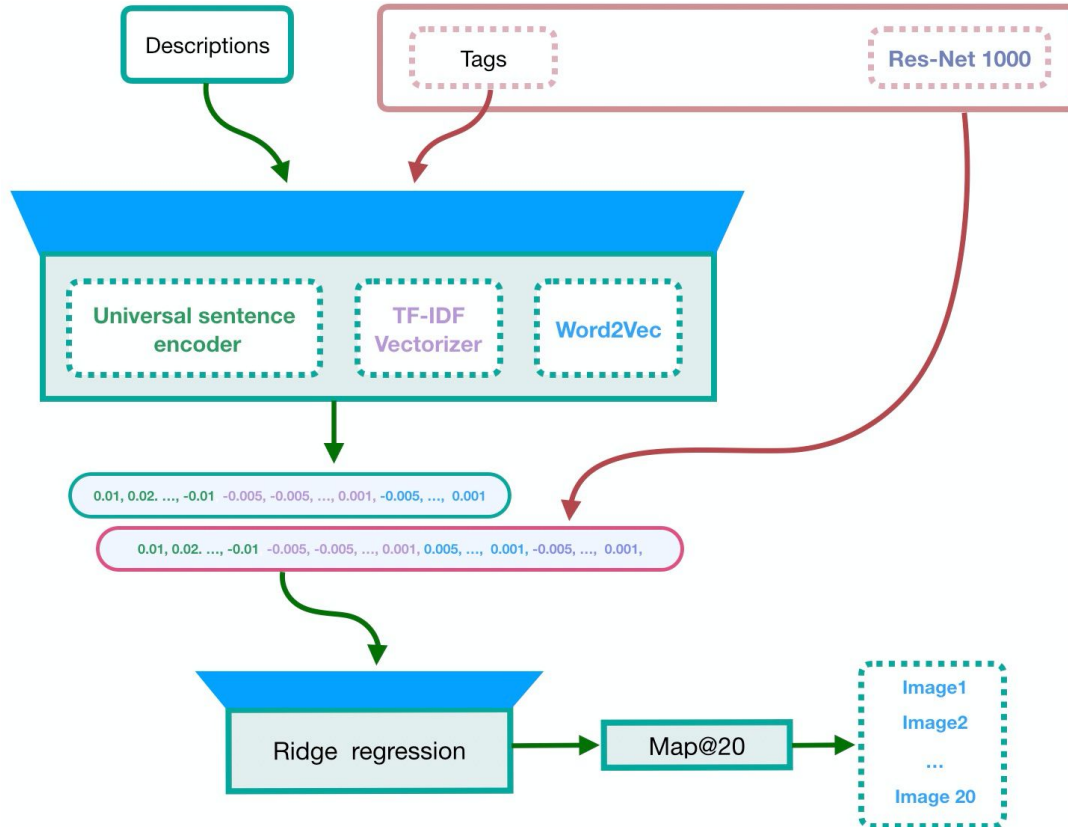 Descriptions
Tags
Res-Net 1000
Universal sentence
encoder
TF-IDF
Vectorizer
Word2Vec
0.01, 0.02. ..., -0.01 -0.005, -0.005, ..., 0.001, -0.005, ..., 0.001
0.01, 0.02. ..., -0.01 -0.005, -0.005, ..., 0.001, 0.005, ..., 0.001, -0.005, ..., 0.001,
Ridge regression
Map@20
Image1
Image2
...
Image 20